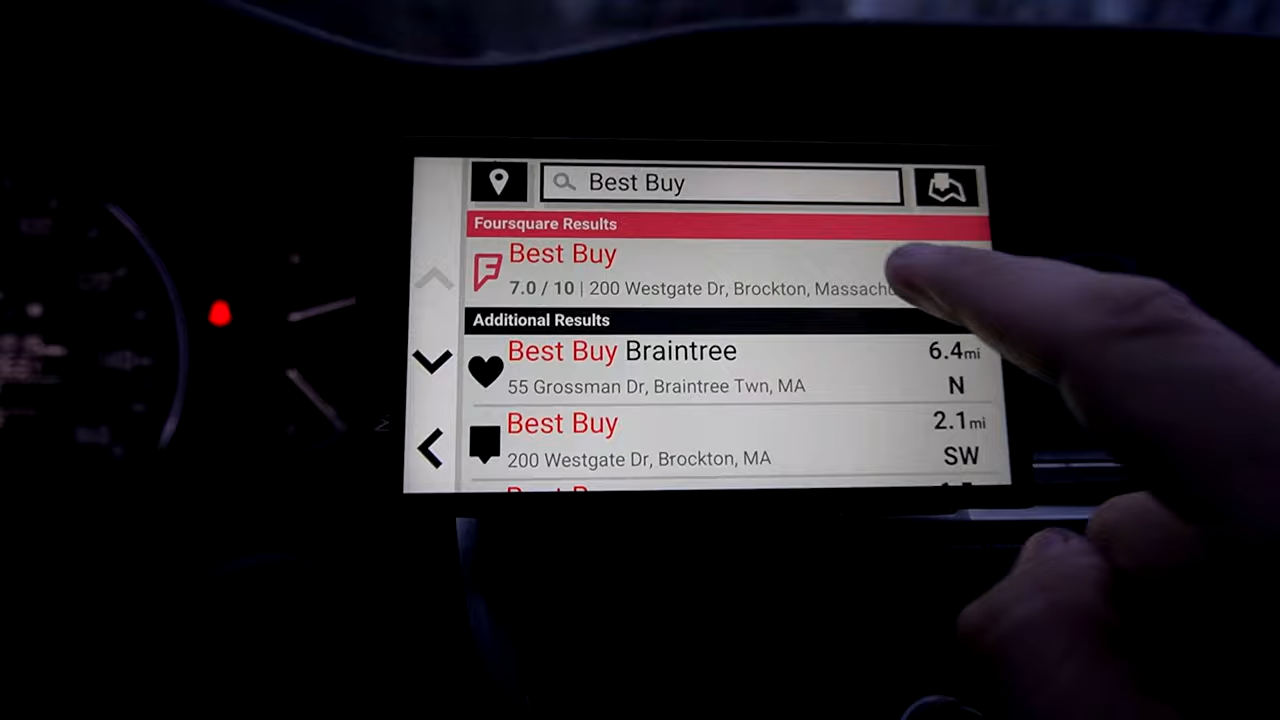 Best Buy
Foursquare Results
Best Buy
7.0 / 10 | 200 Westgate Dr, Brockton,
Additional Results
Best Buy Braintree
6.4mi
55 Grossman Dr, Braintree Twn, MA
N
Best Buy
2.1mi
200 Westgate Dr, Brockton, MA
SW